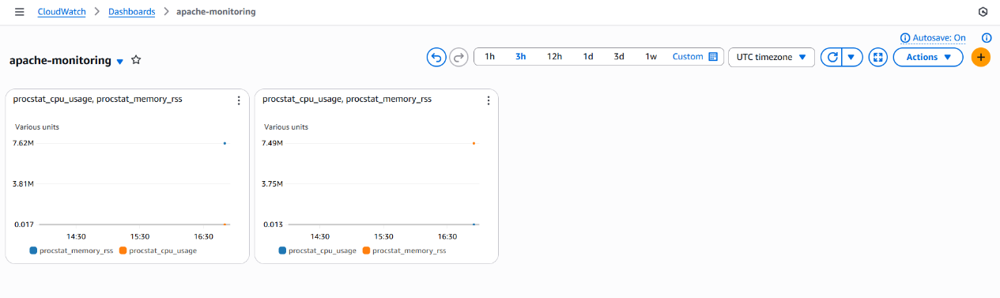 CloudWatch > Dashboards > apache-monitoring
Autosave: On
apache-monitoring
1h 3h 12h 1d 3d 1w Custom
UTC timezone
Actions
procstat_cpu_usage, procstat_memory_rss
Various units
7.62M
3.81M
0.017
14:30 15:30 16:30
procstat_memory_rss procstat_cpu_usage
procstat_cpu_usage, procstat_memory_rss
Various units
7.49M
3.75M
0.013
14:30 15:30 16:30
procstat_cpu_usage procstat_memory_rss